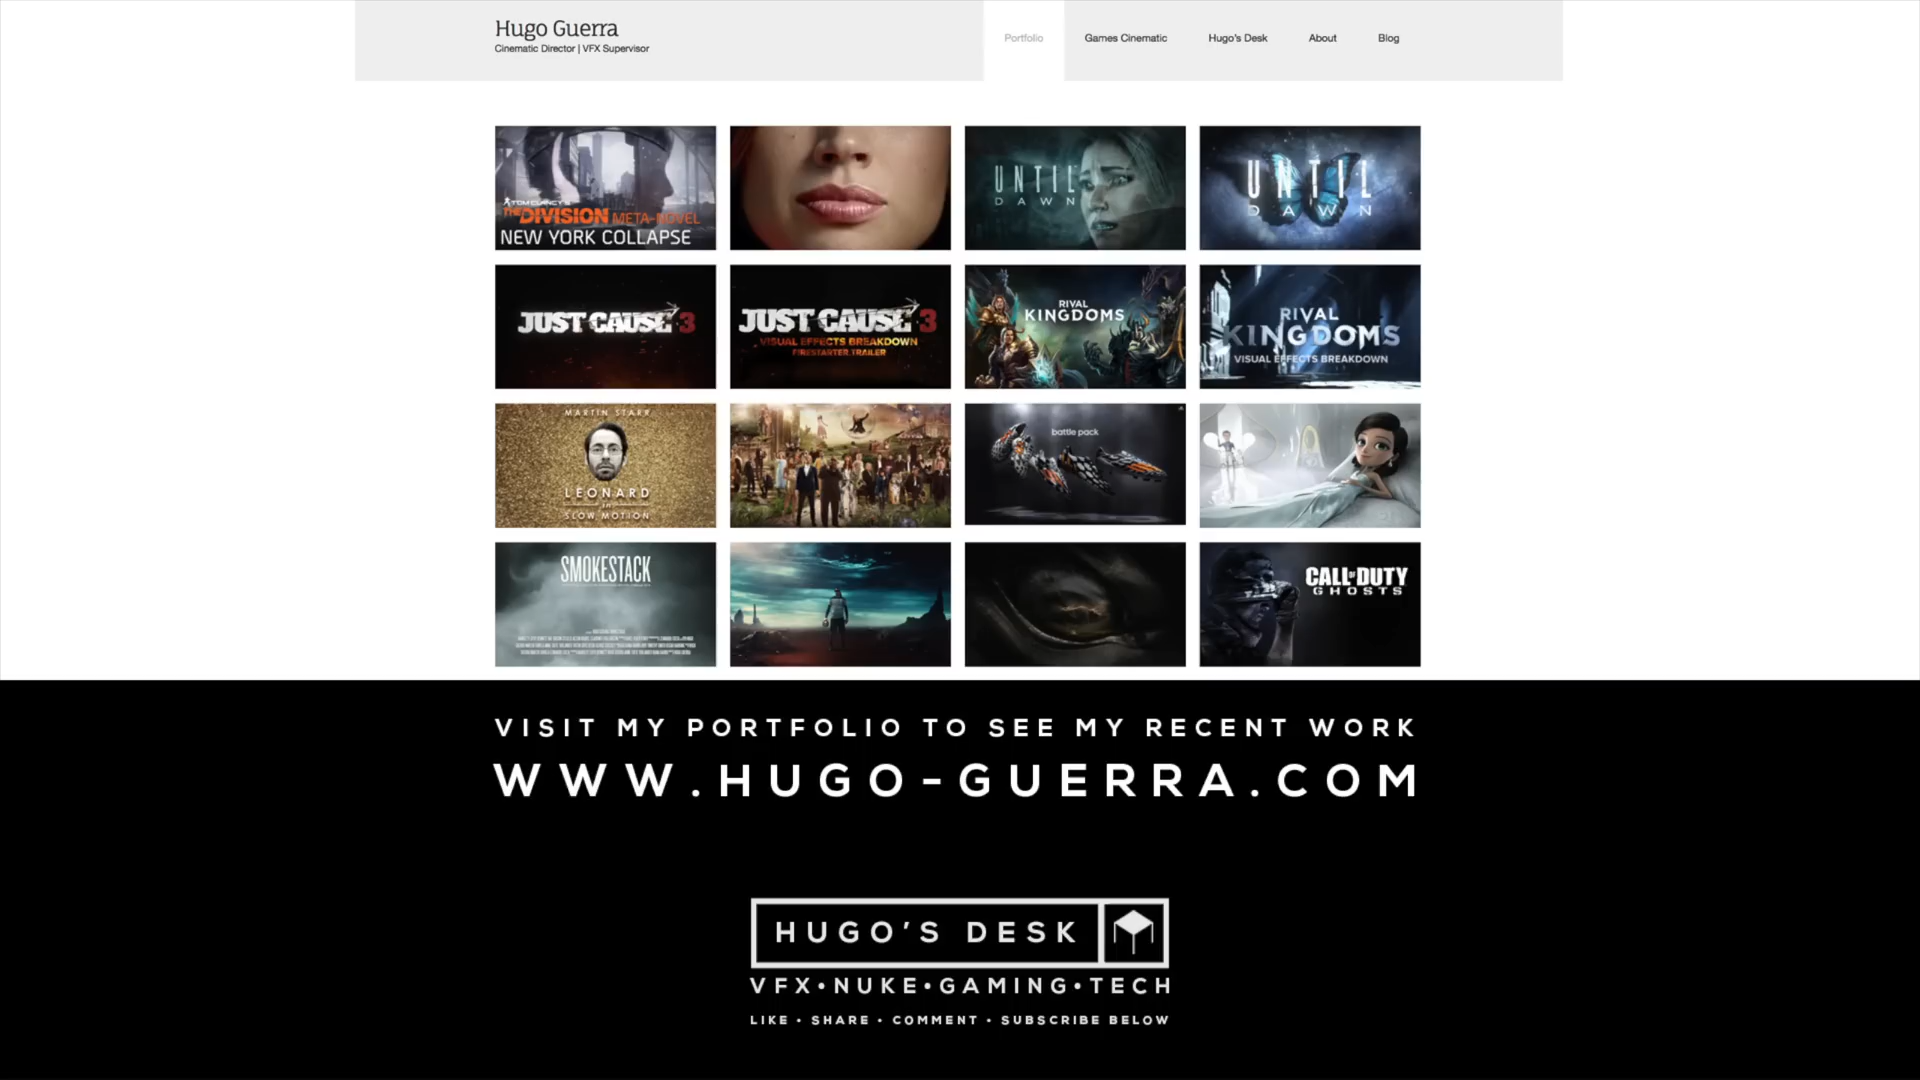 Hugo Guerra
Cinematic Director | VFX Supervisor
Portfolio
Games Cinematic
Hugo's Desk
About
Blog
TOM CLANCY'S
THE DIVISION META-NOVEL
NEW YORK COLLAPSE
UNTIL
DAWN
UNTIL
DAWN
JUST CAUSE 3
JUST CAUSE 3
VISUAL EFFECTS BREAKDOWN
FIRESTARTER TRAILER
RIVAL
KINGDOMS
RIVAL
KINGDOMS
VISUAL EFFECTS BREAKDOWN
MARTIN STARR
LEONARD
in
SLOW MOTION
battle pack
SMOKESTACK
CALL OF DUTY
GHOSTS
VISIT MY PORTFOLIO TO SEE MY RECENT WORK
WWW.HUGO-GUERRA.COM
HUGO'S DESK
VFX•NUKE•GAMING•TECH
LIKE • SHARE • COMMENT • SUBSCRIBE BELOW